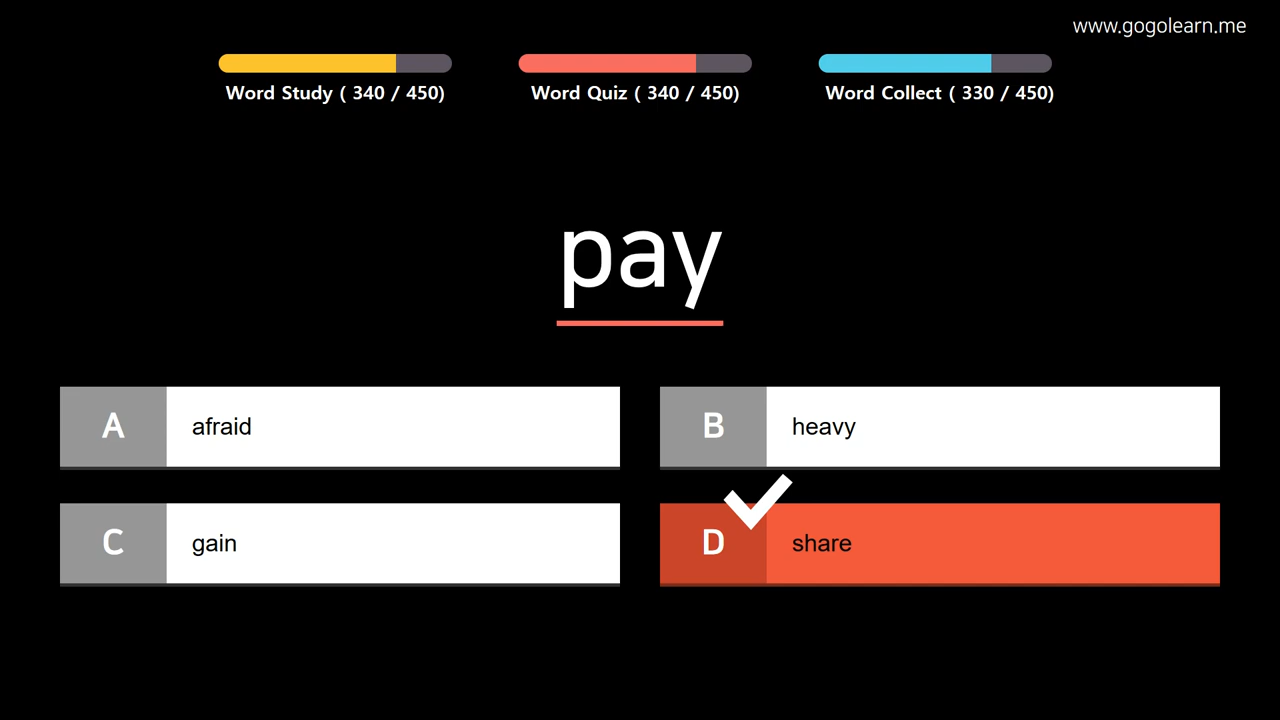 www.gogolearn.me
Word Study ( 340 / 450)
Word Quiz ( 340 / 450)
Word Collect ( 330 / 450)
pay
A afraid
B heavy
C gain
D share